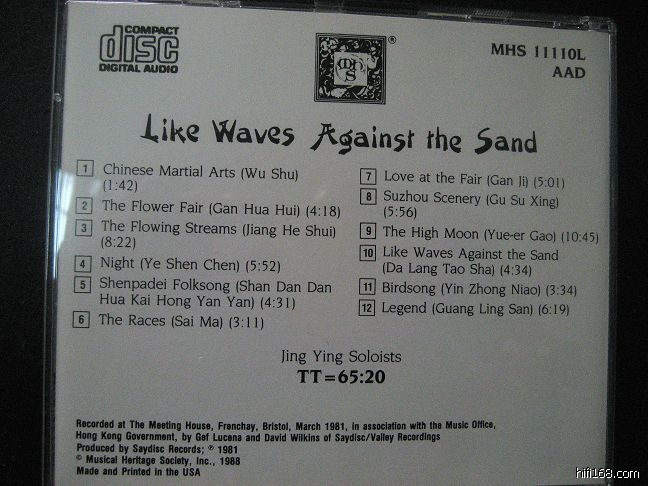 COMPACT
disc
DIGITAL AUDIO
MHS
®
MHS 11110L
AAD
Like Waves Against the Sand
1 Chinese Martial Arts (Wu Shu)
(1:42)
2 The Flower Fair (Gan Hua Hui) (4:18)
3 The Flowing Streams (Jiang He Shui)
(8:22)
4 Night (Ye Shen Chen) (5:52)
5 Shenpadei Folksong (Shan Dan Dan
Hua Kai Hong Yan Yan) (4:31)
6 The Races (Sai Ma) (3:11)
7 Love at the Fair (Gan Ji) (5:01)
8 Suzhou Scenery (Gu Su Xing)
(5:56)
9 The High Moon (Yue-er Gao) (10:45)
10 Like Waves Against the Sand
(Da Lang Tao Sha) (4:34)
11 Birdsong (Yin Zhong Niao) (3:34)
12 Legend (Guang Ling San) (6:19)
Jing Ying Soloists
TT=65:20
Recorded at The Meeting House, Frenchay, Bristol, March 1981, in association with the Music Office,
Hong Kong Government, by Gef Lucena and David Wilkins of Saydisc/Valley Recordings
Produced by Saydisc Records; ℗ 1981
© Musical Heritage Society, Inc., 1988
Made and Printed in the USA
hifi168.com